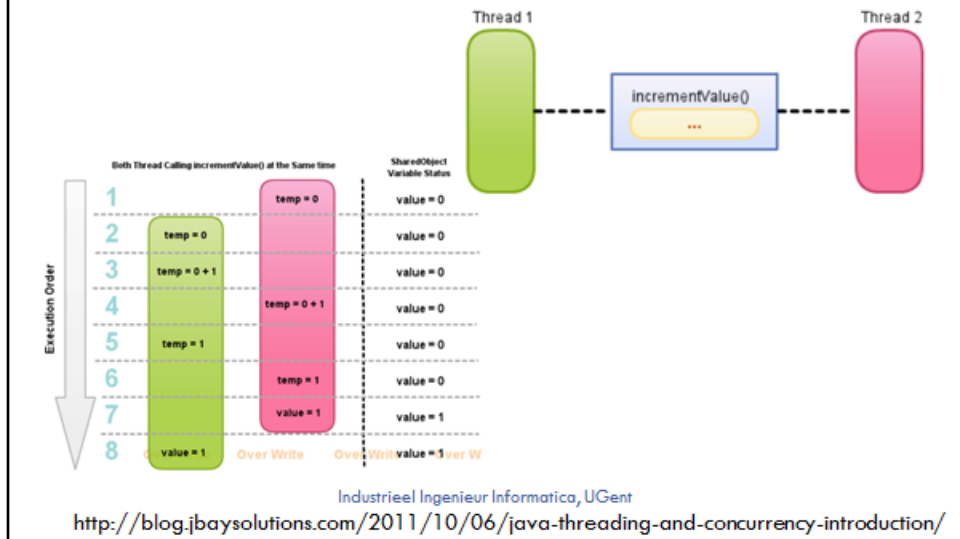 Thread 1
Thread 2
incrementValue()
...
Both Thread Calling incrementValue() at the Same time
SharedObject
Variable Status
Execution Order
1 temp = 0 value = 0
2 temp = 0 value = 0
3 temp = 0 + 1 value = 0
4 temp = 0 + 1 value = 0
5 temp = 1 value = 0
6 temp = 1 value = 0
7 value = 1 value = 1
8 value = 1 Over Write Over Write value = 1 Over W
Industrieel Ingenieur Informatica, UGent
http://blog.jbaysolutions.com/2011/10/06/java-threading-and-concurrency-introduction/